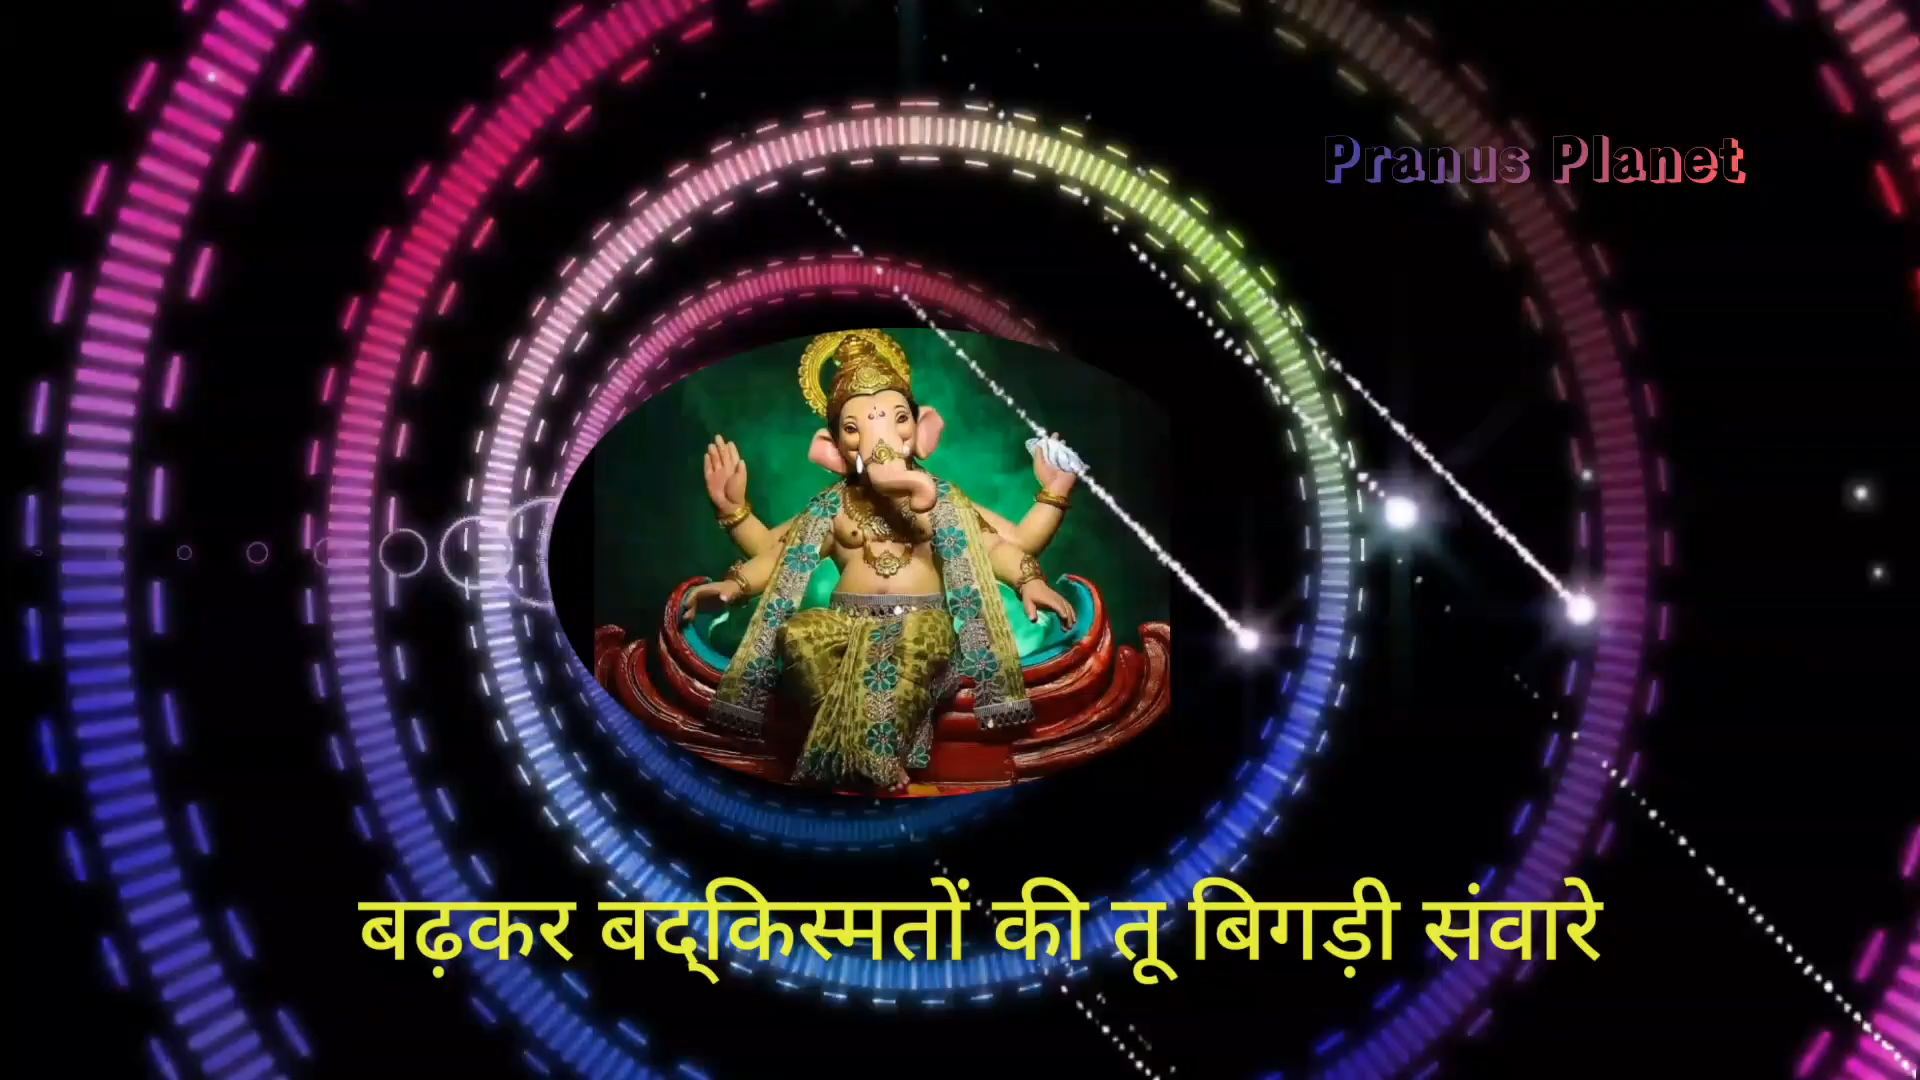 Pranus Planet
बढ़कर बद्‌किस्मतों की तू बिगड़ी संवारे